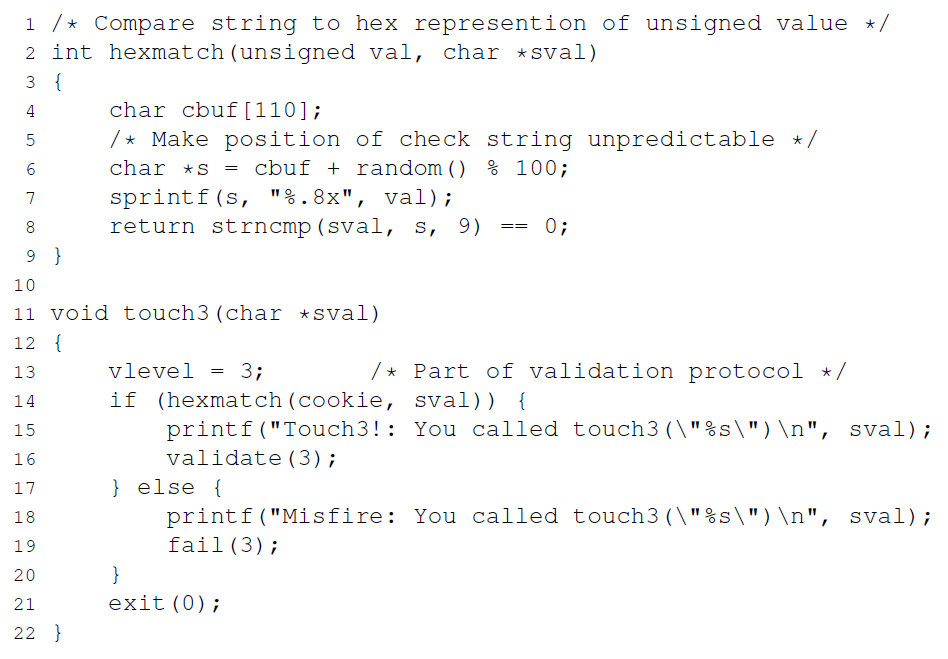 1 /* Compare string to hex represention of unsigned value */
2 int hexmatch(unsigned val, char *sval)
3 {
4     char cbuf[110];
5     /* Make position of check string unpredictable */
6     char *s = cbuf + random() % 100;
7     sprintf(s, "%.8x", val);
8     return strncmp(sval, s, 9) == 0;
9 }
10
11 void touch3(char *sval)
12 {
13     vlevel = 3;       /* Part of validation protocol */
14     if (hexmatch(cookie, sval)) {
15         printf("Touch3!: You called touch3(\"%s\")\n", sval);
16         validate(3);
17     } else {
18         printf("Misfire: You called touch3(\"%s\")\n", sval);
19         fail(3);
20     }
21     exit(0);
22 }